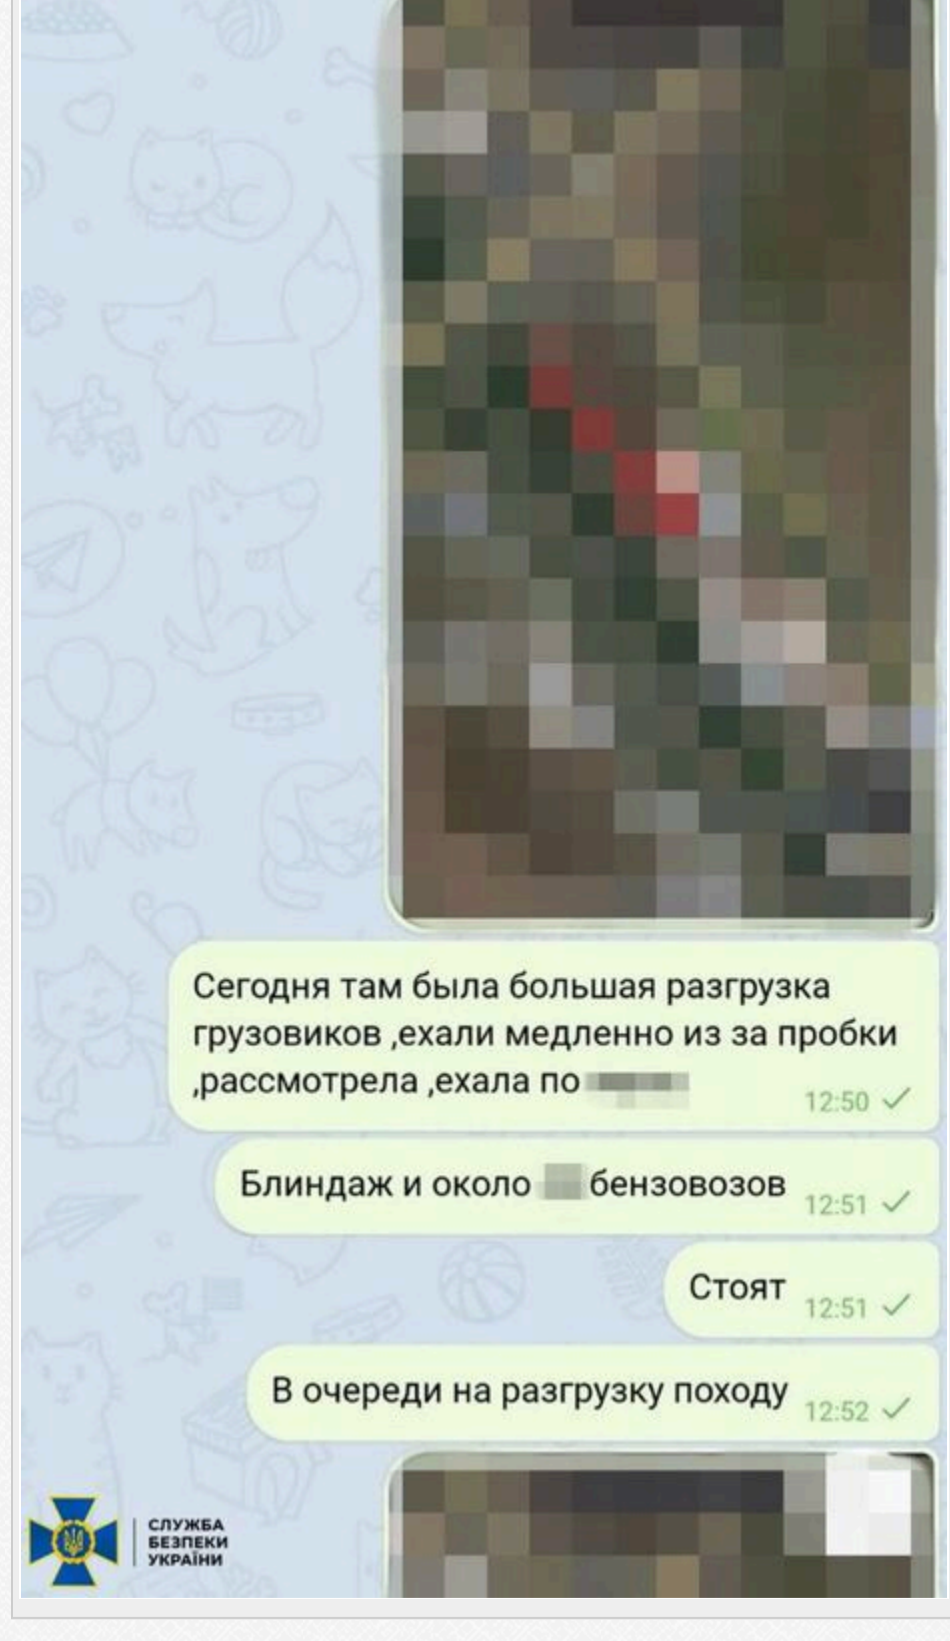 Сегодня там была большая разгрузка
грузовиков ,ехали медленно из за пробки
,рассмотрела ,ехала по
12:50
Блиндаж и около бензовозов
12:51
Стоят
12:51
В очереди на разгрузку походу
12:52
СЛУЖБА
БЕЗПЕКИ
УКРАЇНИ